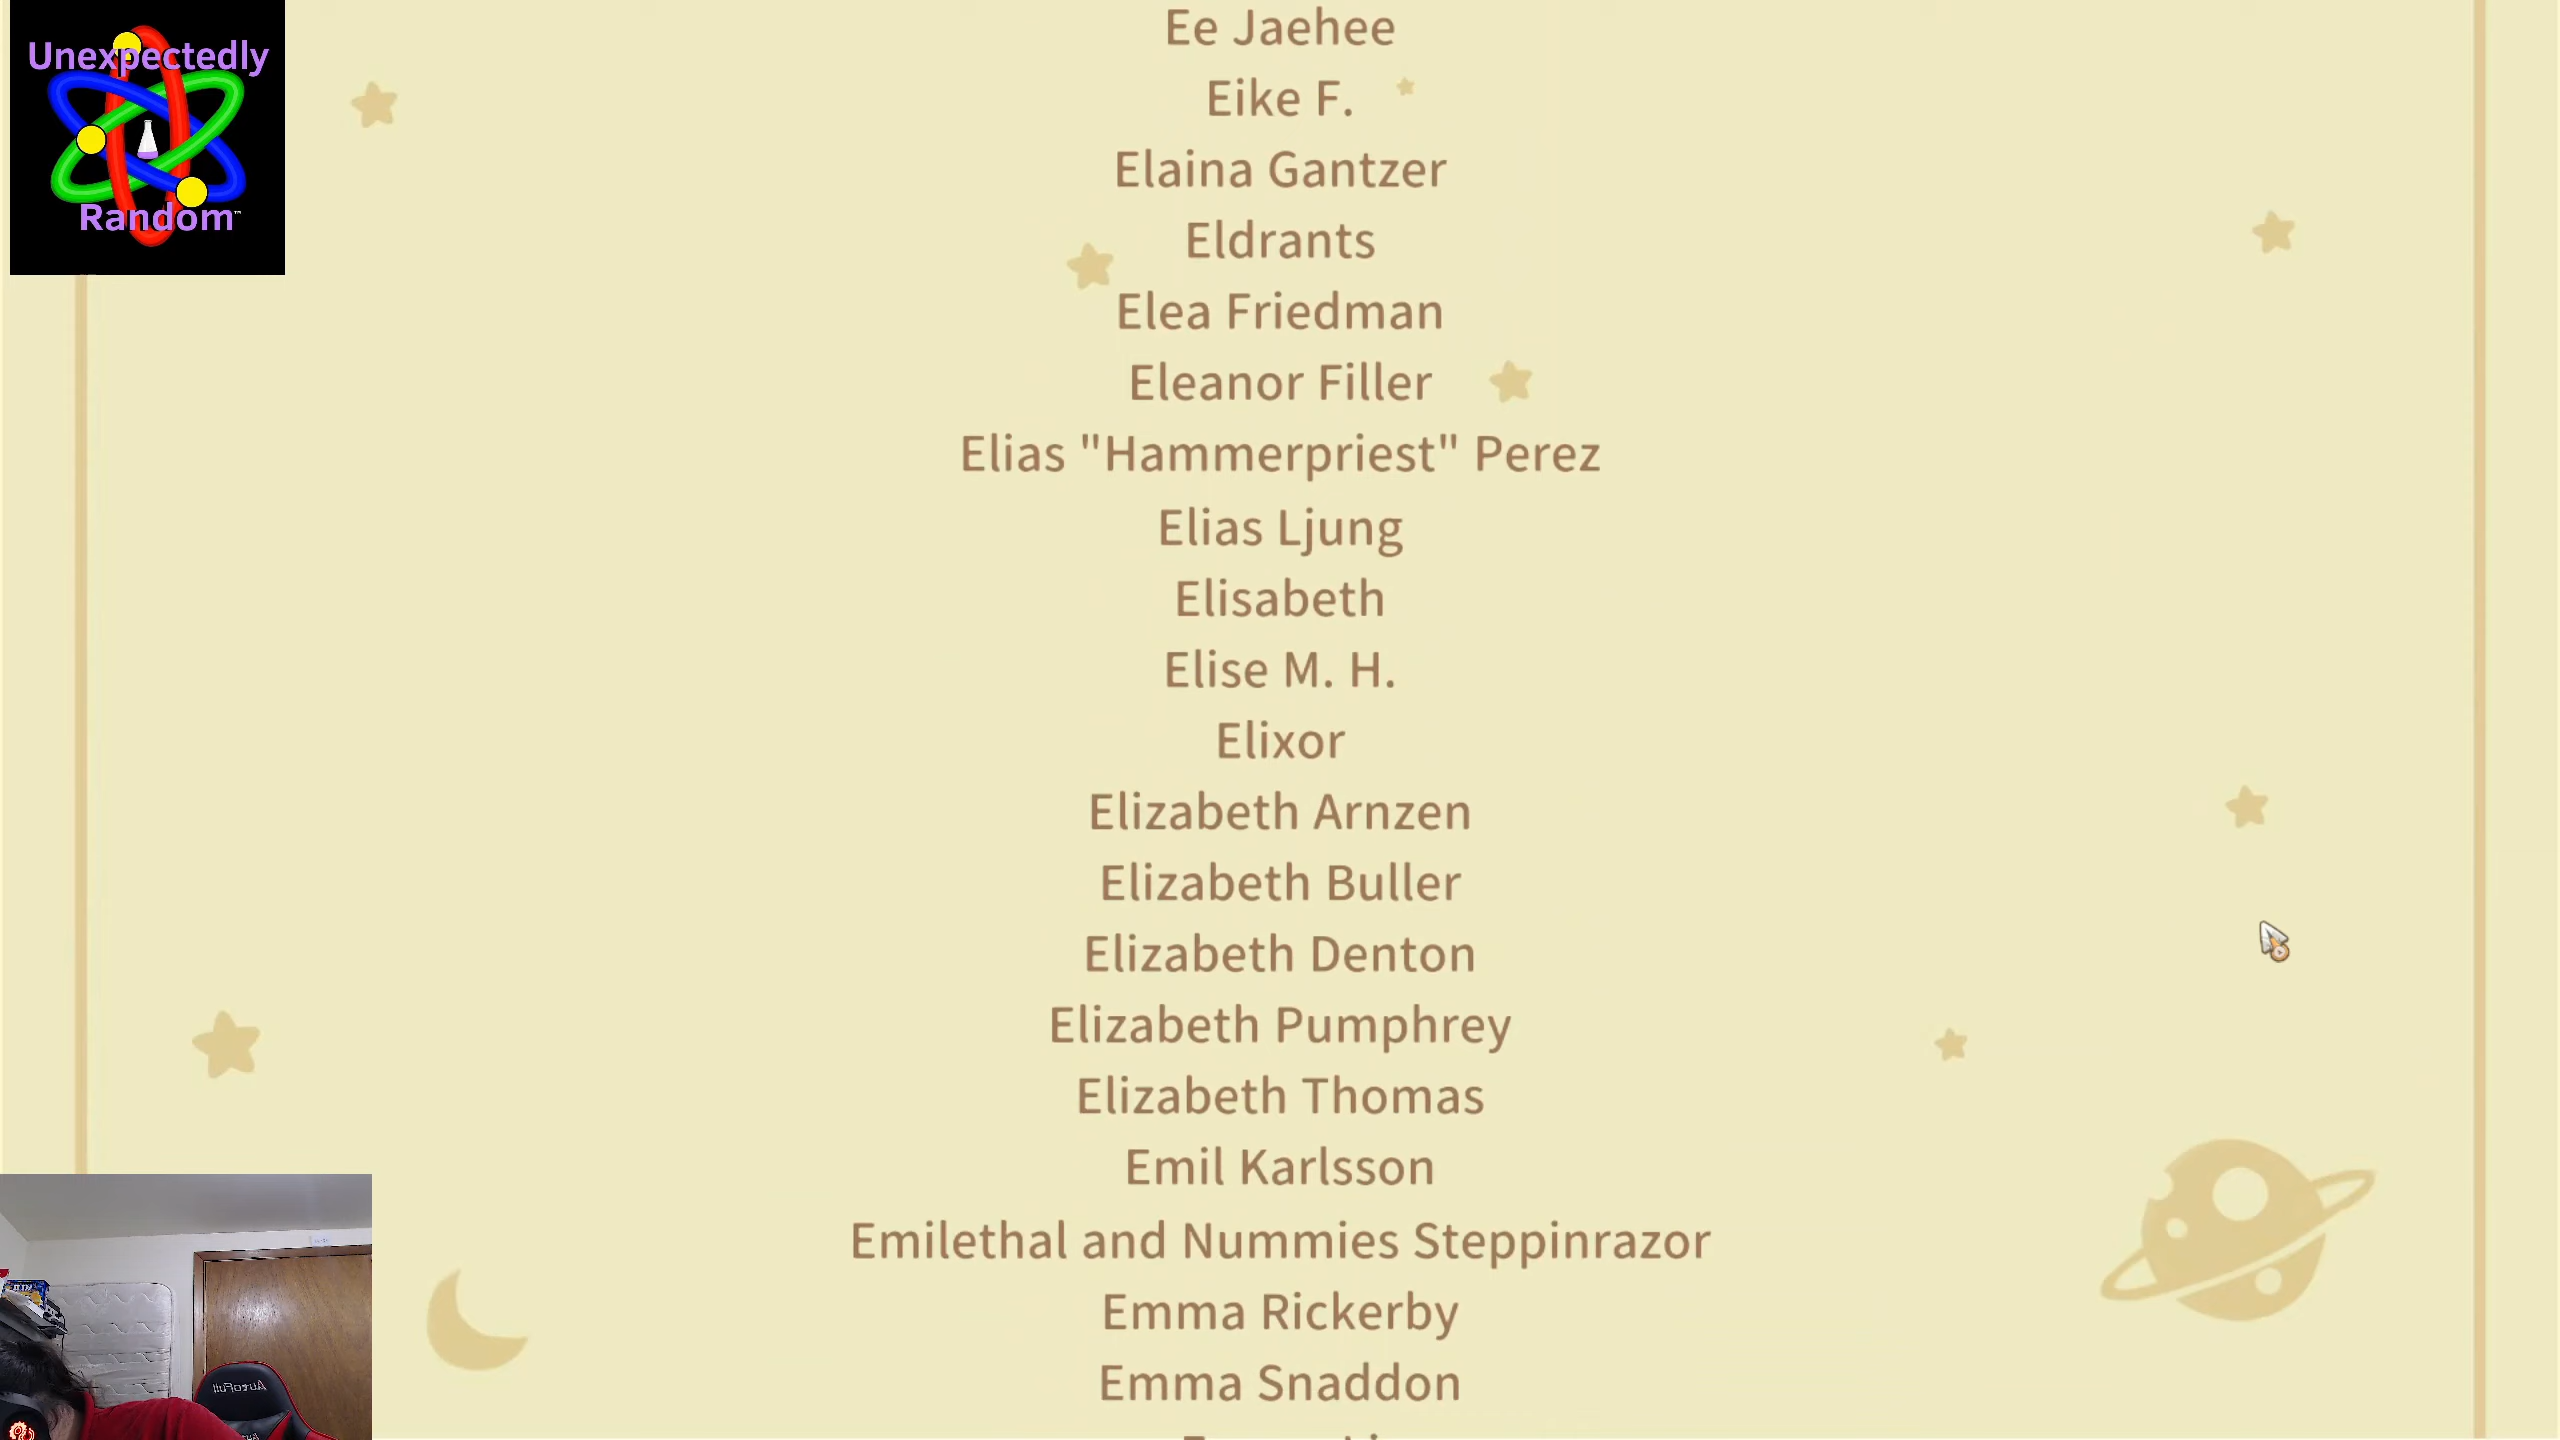 Unexpectedly
Random™
Ee Jaehee
Eike F.
Elaina Gantzer
Eldrants
Elea Friedman
Eleanor Filler
Elias "Hammerpriest" Perez
Elias Ljung
Elisabeth
Elise M. H.
Elixor
Elizabeth Arnzen
Elizabeth Buller
Elizabeth Denton
Elizabeth Pumphrey
Elizabeth Thomas
Emil Karlsson
Emilethal and Nummies Steppinrazor
Emma Rickerby
Emma Snaddon
AutoFull